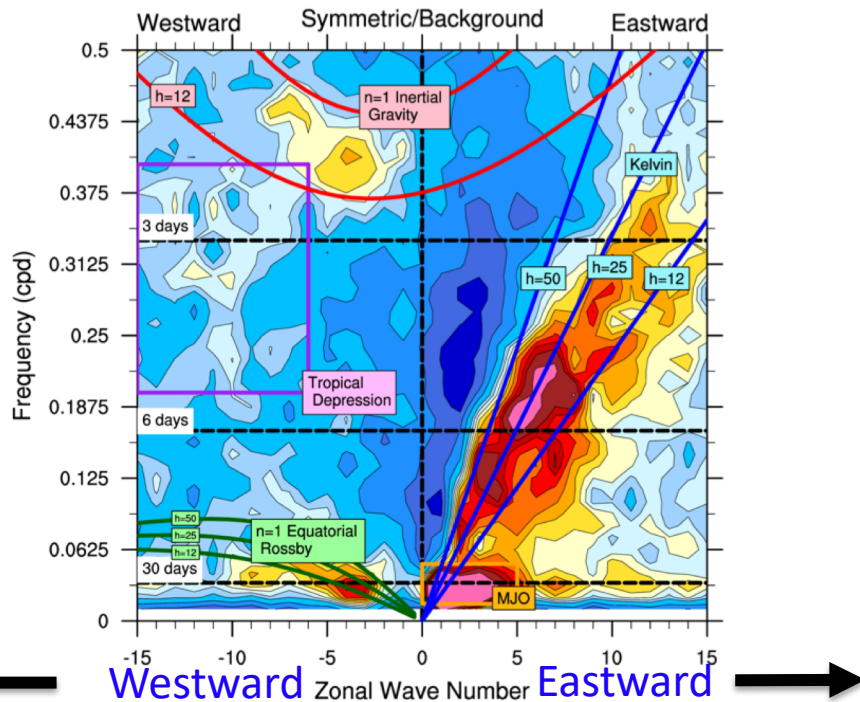 Westward Symmetric/Background Eastward
0.5
0.4375
0.375
0.3125
0.25
0.1875
0.125
0.0625
0
Frequency (cpd)
h=12
n=1 Inertial
Gravity
Kelvin
3 days
h=50
h=25
h=12
Tropical
Depression
6 days
h=50
h=25
h=12
n=1 Equatorial
Rossby
30 days
MJO
-15 -10 -5 0 5 10 15
Westward Zonal Wave Number Eastward